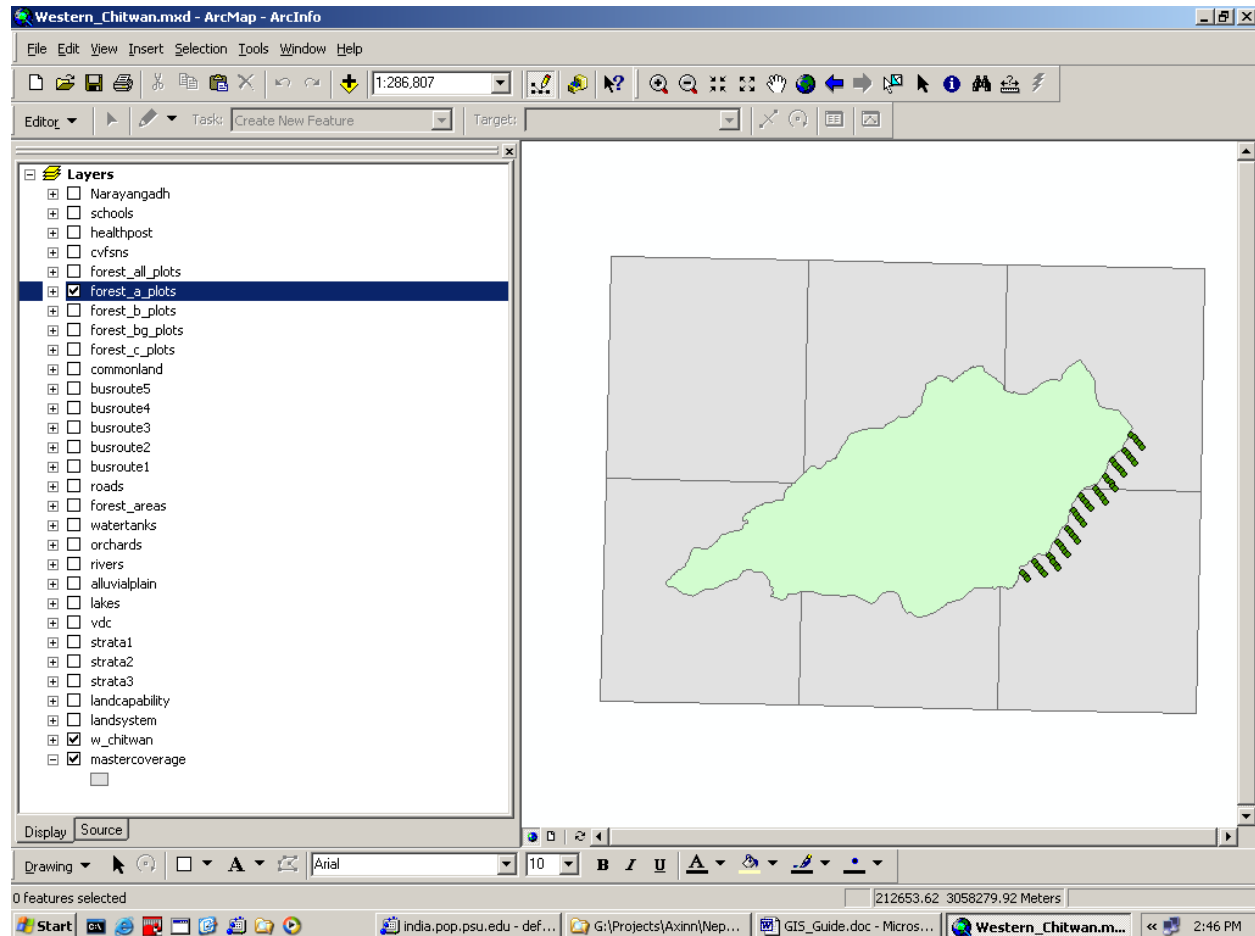 Western_Chitwan.mxd - ArcMap - ArcInfo
File Edit View Insert Selection Tools Window Help
1:286,807
Editor Task: Create New Feature Target:
Layers
Narayangadh
schools
healthpost
cvfsns
forest_all_plots
forest_a_plots
forest_b_plots
forest_bg_plots
forest_c_plots
commonland
busroute5
busroute4
busroute3
busroute2
busroute1
roads
forest_areas
watertanks
orchards
rivers
alluvialplain
lakes
vdc
strata1
strata2
strata3
landcapability
landsystem
w_chitwan
mastercoverage
Display Source
Drawing A Arial 10 B I U A
0 features selected 212653.62 3058279.92 Meters
Start india.pop.psu.edu - def... G:\Projects\Axinn\Nep... GIS_Guide.doc - Micros... Western_Chitwan.m... « 2:46 PM